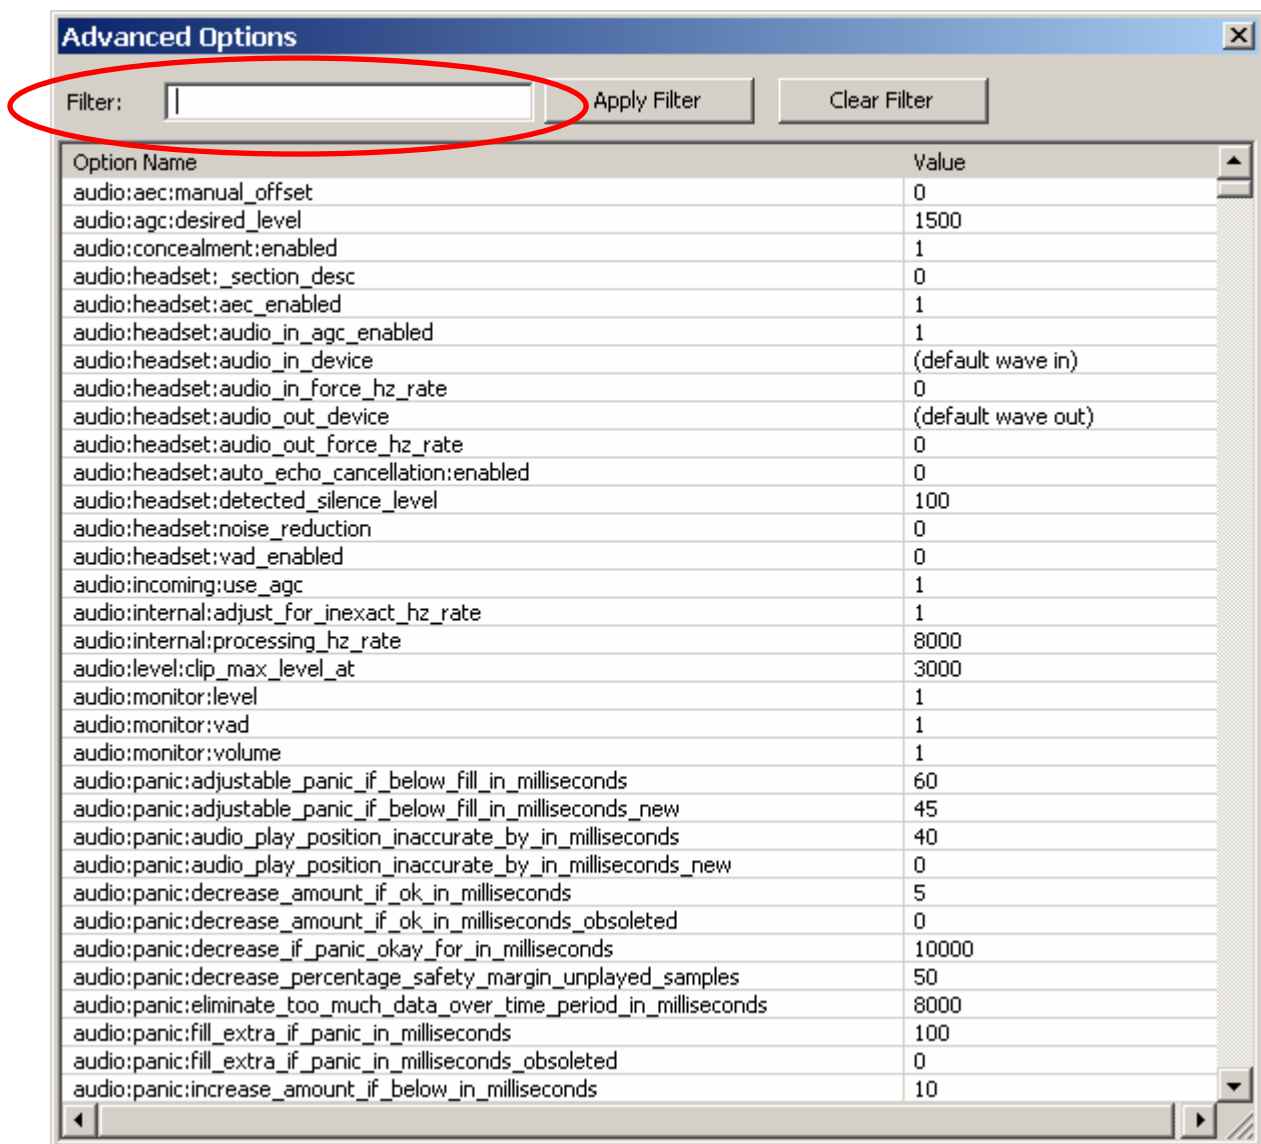 Advanced Options
Filter: Apply Filter Clear Filter
Option Name Value
audio:aec:manual_offset 0
audio:agc:desired_level 1500
audio:concealment:enabled 1
audio:headset:_section_desc 0
audio:headset:aec_enabled 1
audio:headset:audio_in_agc_enabled 1
audio:headset:audio_in_device (default wave in)
audio:headset:audio_in_force_hz_rate 0
audio:headset:audio_out_device (default wave out)
audio:headset:audio_out_force_hz_rate 0
audio:headset:auto_echo_cancellation:enabled 0
audio:headset:detected_silence_level 100
audio:headset:noise_reduction 0
audio:headset:vad_enabled 0
audio:incoming:use_agc 1
audio:internal:adjust_for_inexact_hz_rate 1
audio:internal:processing_hz_rate 8000
audio:level:clip_max_level_at 3000
audio:monitor:level 1
audio:monitor:vad 1
audio:monitor:volume 1
audio:panic:adjustable_panic_if_below_fill_in_milliseconds 60
audio:panic:adjustable_panic_if_below_fill_in_milliseconds_new 45
audio:panic:audio_play_position_inaccurate_by_in_milliseconds 40
audio:panic:audio_play_position_inaccurate_by_in_milliseconds_new 0
audio:panic:decrease_amount_if_ok_in_milliseconds 5
audio:panic:decrease_amount_if_ok_in_milliseconds_obsoleted 0
audio:panic:decrease_if_panic_okay_for_in_milliseconds 10000
audio:panic:decrease_percentage_safety_margin_unplayed_samples 50
audio:panic:eliminate_too_much_data_over_time_period_in_milliseconds 8000
audio:panic:fill_extra_if_panic_in_milliseconds 100
audio:panic:fill_extra_if_panic_in_milliseconds_obsoleted 0
audio:panic:increase_amount_if_below_in_milliseconds 10